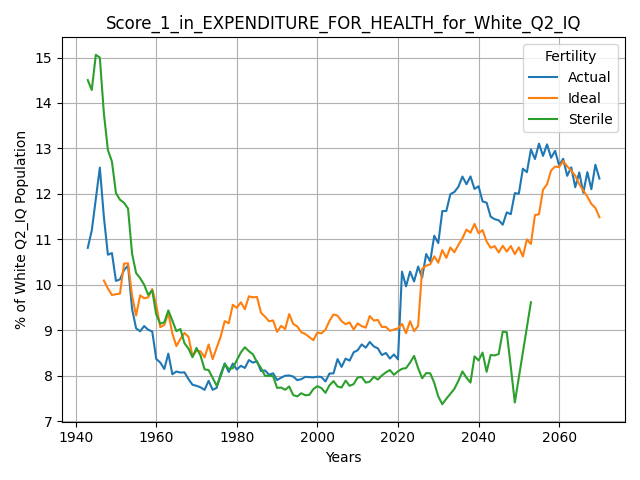 Score_1_in_EXPENDITURE_FOR_HEALTH_for_White_Q2_IQ
% of White Q2_IQ Population
15
14
13
12
11
10
9
8
7
Fertility
Actual
Ideal
Sterile
1940 1960 1980 2000 2020 2040 2060
Years